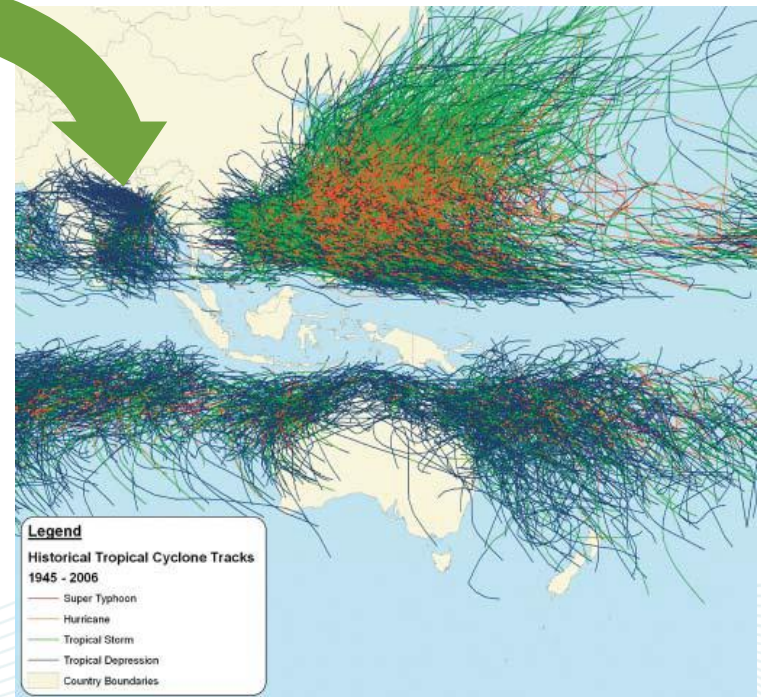 Legend
Historical Tropical Cyclone Tracks
1945 - 2006
Super Typhoon
Hurricane
Tropical Storm
Tropical Depression
Country Boundaries